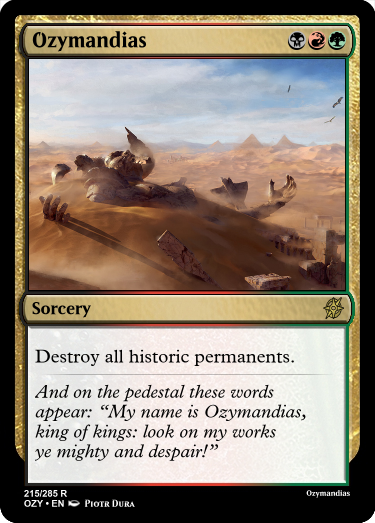 Ozymandias
Sorcery
Destroy all historic permanents.
And on the pedestal these words
appear: “My name is Ozymandias,
king of kings: look on my works
ye mighty and despair!”
215/285 R
OZY • EN Piotr Dura
Ozymandias